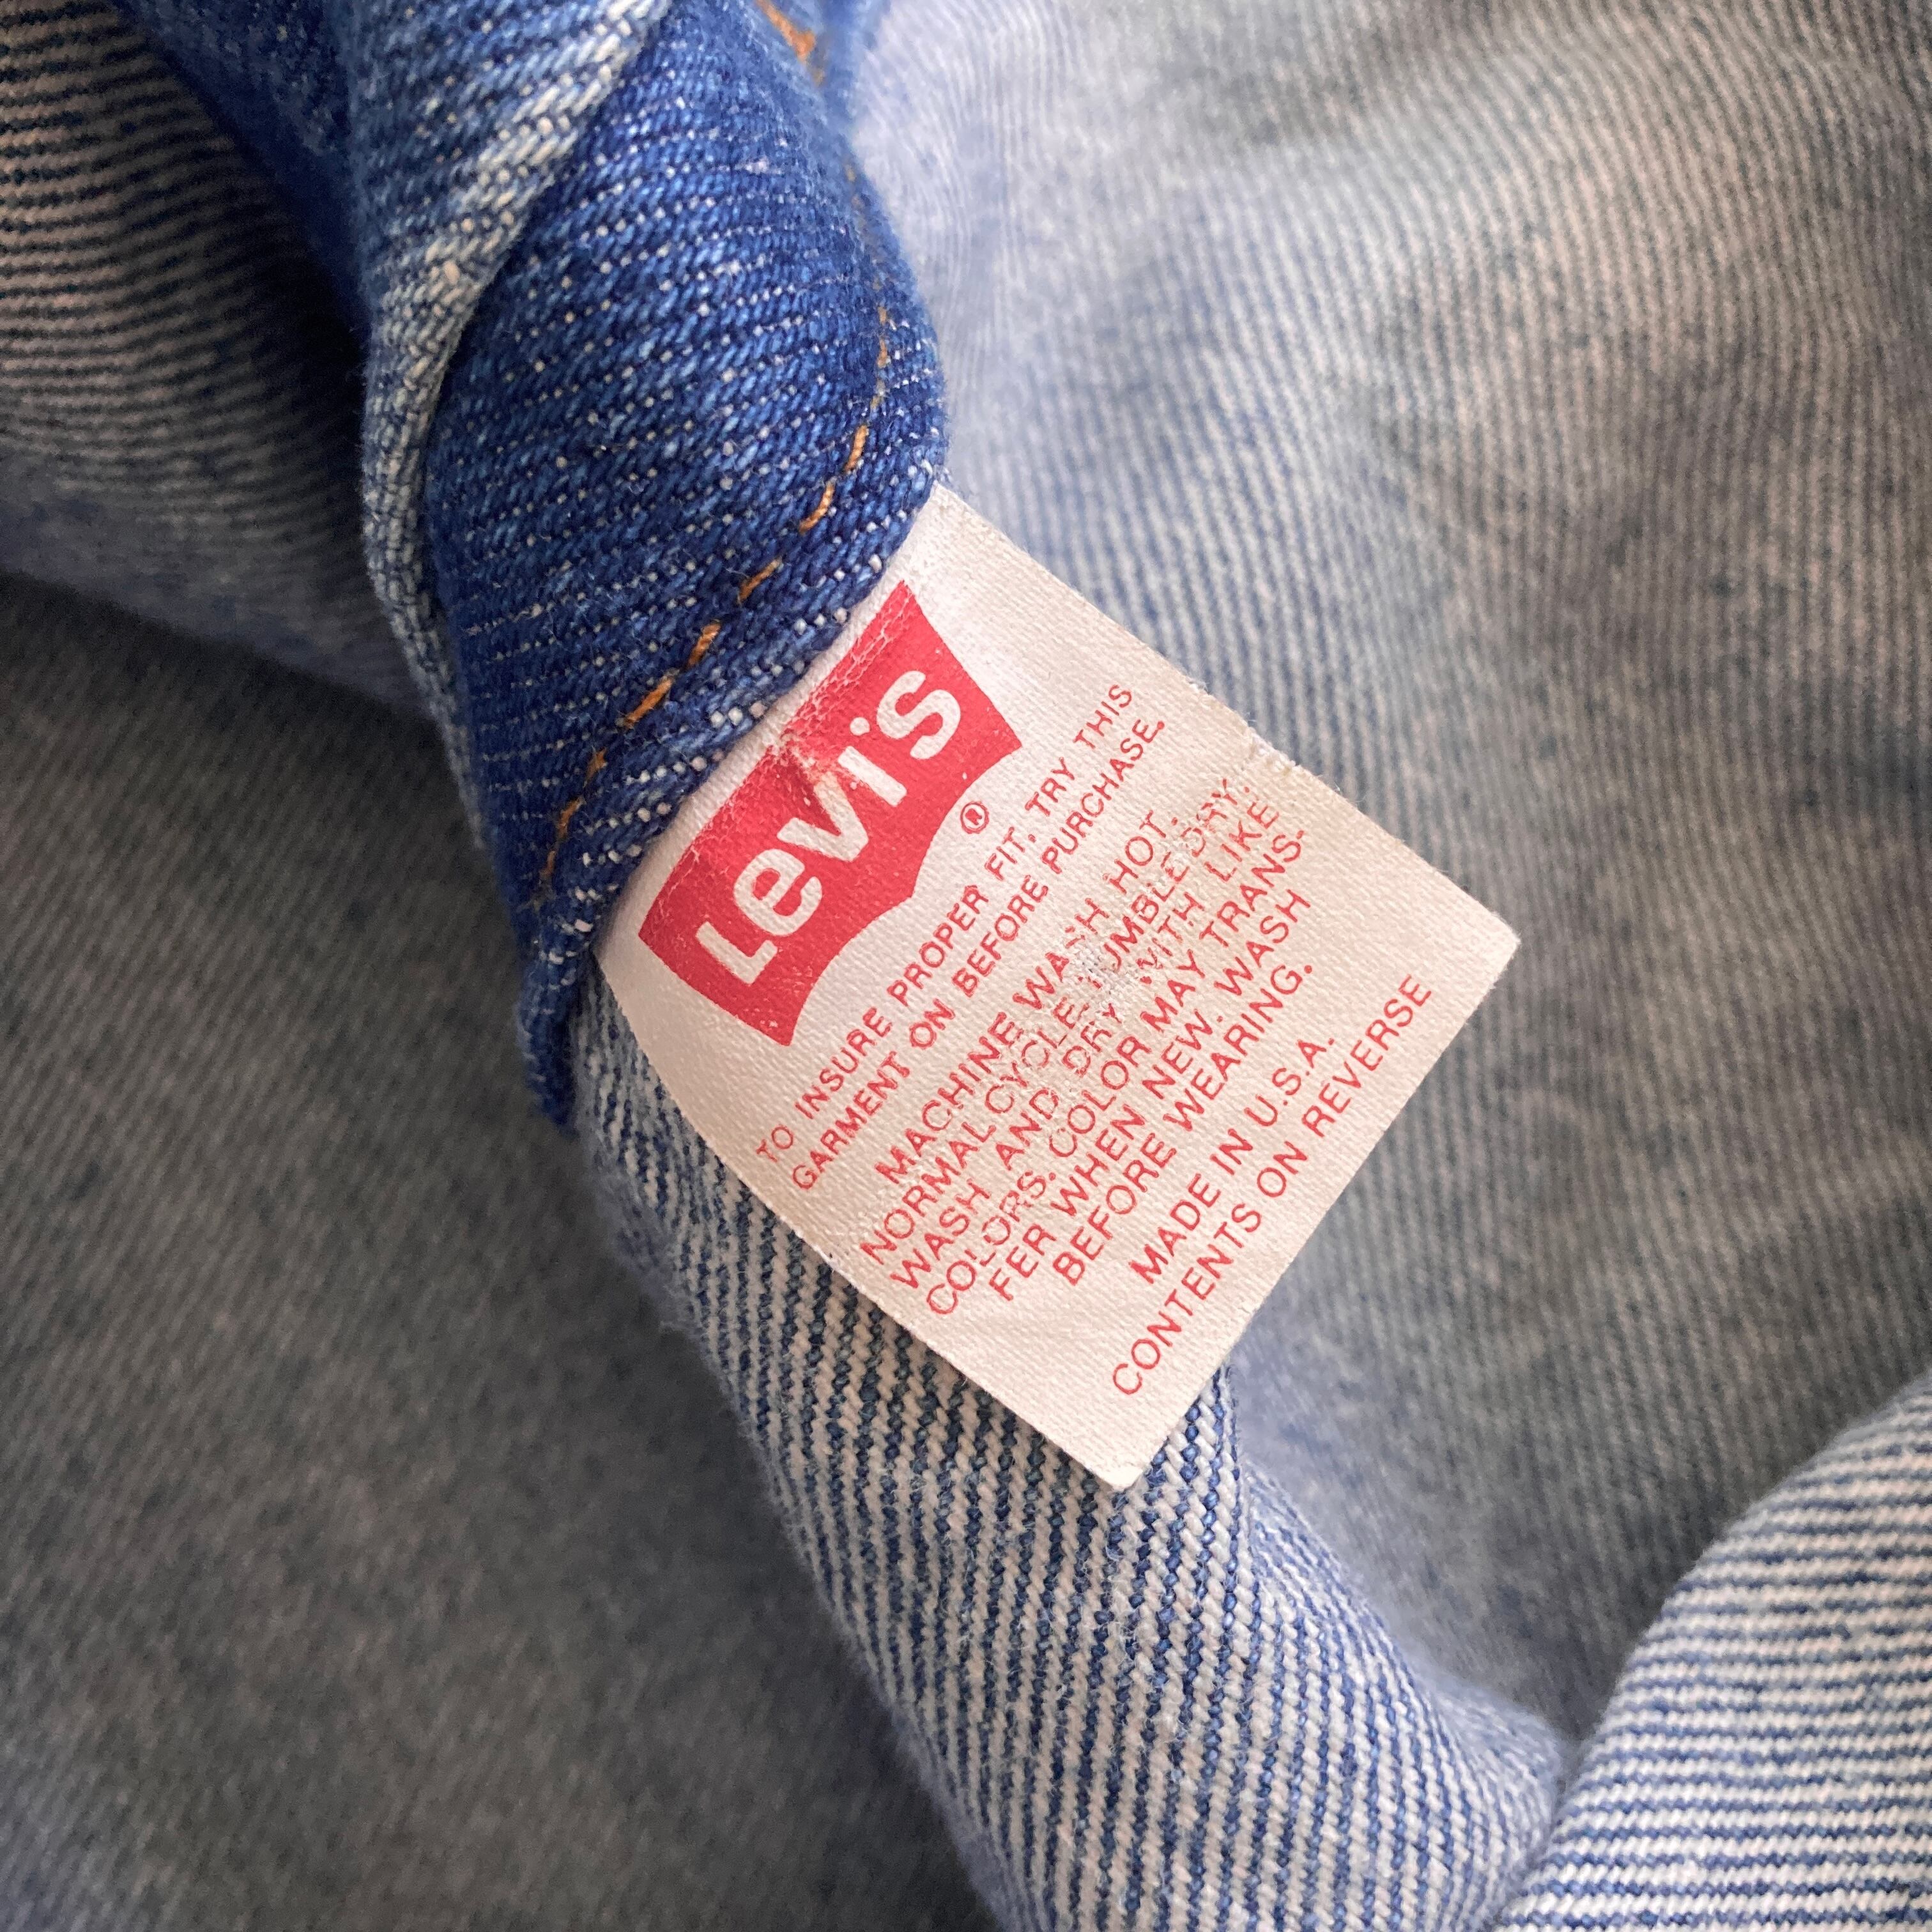 Levi's
®
TO INSURE PROPER FIT, TRY THIS
GARMENT ON BEFORE PURCHASE.
MACHINE WASH HOT.
NORMAL CYCLE. TUMBLE DRY.
WASH AND DRY WITH LIKE
COLORS. COLOR MAY TRANS-
FER WHEN NEW. WASH
BEFORE WEARING.
MADE IN U.S.A.
CONTENTS ON REVERSE